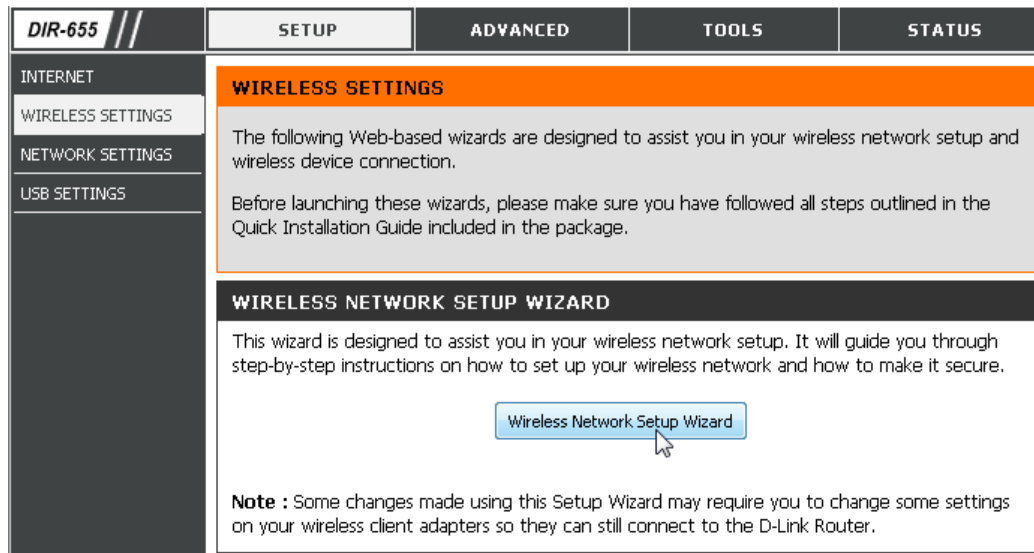 DIR-655
SETUP
ADVANCED
TOOLS
STATUS
INTERNET
WIRELESS SETTINGS
NETWORK SETTINGS
USB SETTINGS
WIRELESS SETTINGS
The following Web-based wizards are designed to assist you in your wireless network setup and
wireless device connection.
Before launching these wizards, please make sure you have followed all steps outlined in the
Quick Installation Guide included in the package.
WIRELESS NETWORK SETUP WIZARD
This wizard is designed to assist you in your wireless network setup. It will guide you through
step-by-step instructions on how to set up your wireless network and how to make it secure.
Wireless Network Setup Wizard
Note : Some changes made using this Setup Wizard may require you to change some settings
on your wireless client adapters so they can still connect to the D-Link Router.